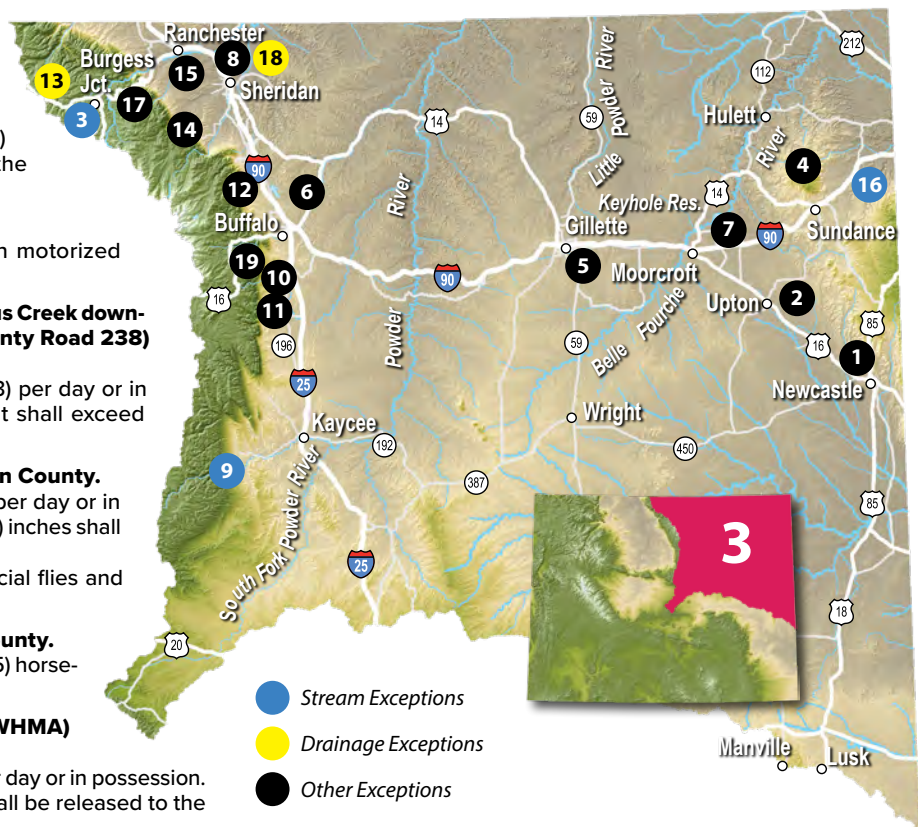 )
the
n motorized
us Creek down-
nty Road 238)
3) per day or in
t shall exceed
n County.
per day or in
) inches shall
cial flies and
unty.
5) horse-
WHMA)
r day or in possession.
all be released to the
Ranchester
Burgess
Jct.
Sheridan
13
3
17
15
8
18
14
90
12
6
Buffalo
19
10
11
16
196
25
Kaycee
192
9
387
South Fork Powder River
25
20
14
River
Powder
90
59
Little Powder River
Gillette
5
59
Belle Fourche
Wright
450
Keyhole Res.
14
7
90
Moorcroft
Hulett
112
212
River
4
16
Sundance
Upton
2
16
85
1
Newcastle
85
18
Manville
Lusk
3
Stream Exceptions
Drainage Exceptions
Other Exceptions